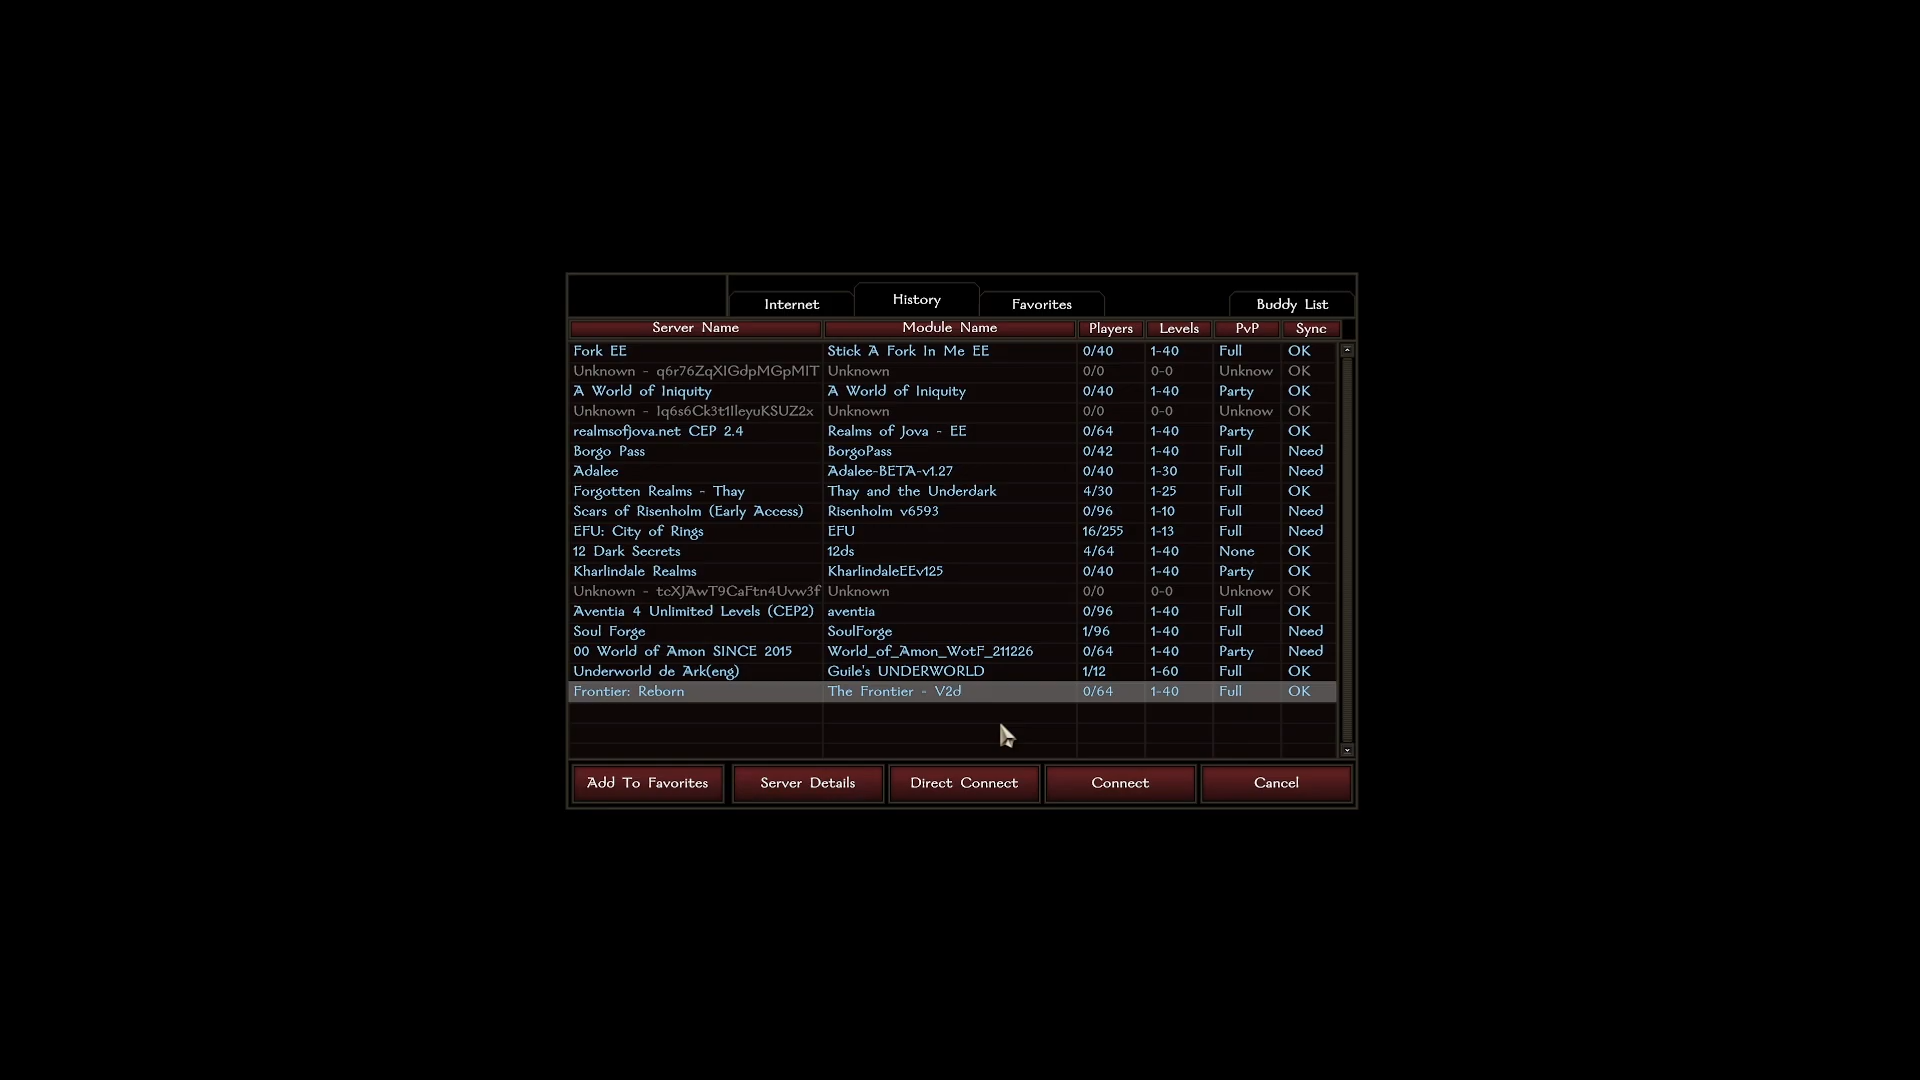 Internet History Favorites Buddy List
Server Name Module Name Players Levels PvP Sync
Fork EE Stick A Fork In Me EE 0/40 1-40 Full OK
Unknown - q6r76ZqXIGdpMGpMIT Unknown 0/0 0-0 Unknow OK
A World of Iniquity A World of Iniquity 0/40 1-40 Party OK
Unknown - Unknown 0/0 0-0 Unknow OK
realmsofjova.net CEP 2.4 Realms of Jova - EE 0/64 1-40 Party OK
Borgo Pass BorgoPass 0/42 1-40 Full Need
Adalee Adalee-BETA-v1.27 0/40 1-30 Full Need
Forgotten Realms - Thay Thay and the Underdark 4/30 1-25 Full OK
Scars of Risenholm (Early Access) Risenholm v6593 0/96 1-10 Full Need
EFU: City of Rings EFU 16/255 1-13 Full Need
12 Dark Secrets 12ds 4/64 1-40 None OK
Kharlindale Realms KharlindaleEEv125 0/40 1-40 Party OK
Unknown - tcXJAwT9CaFtn4Uvw3f Unknown 0/0 0-0 Unknow OK
Aventia 4 Unlimited Levels (CEP2) aventia 0/96 1-40 Full OK
Soul Forge SoulForge 1/96 1-40 Full Need
00 World of Amon SINCE 2015 World_of_Amon_WotF_211226 0/64 1-40 Party Need
Underworld de Ark(eng) Guile's UNDERWORLD 1/12 1-60 Full OK
Frontier: Reborn The Frontier - V2d 0/64 1-40 Full OK
Add To Favorites Server Details Direct Connect Connect Cancel